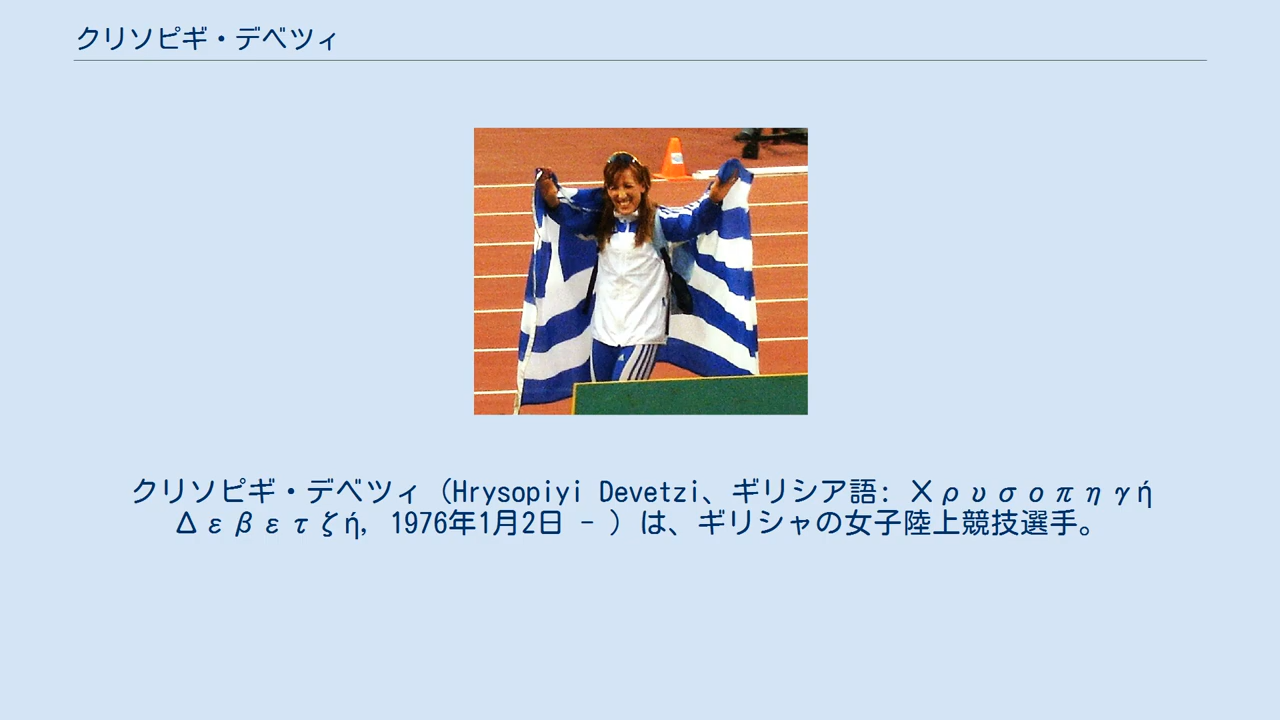 クリソピギ・デベツィ
クリソピギ・デベツィ（Hrysopiyi Devetzi、ギリシア語: Χρυσοπηγή
Δεβετζή, 1976年1月2日 - ）は、ギリシャの女子陸上競技選手。